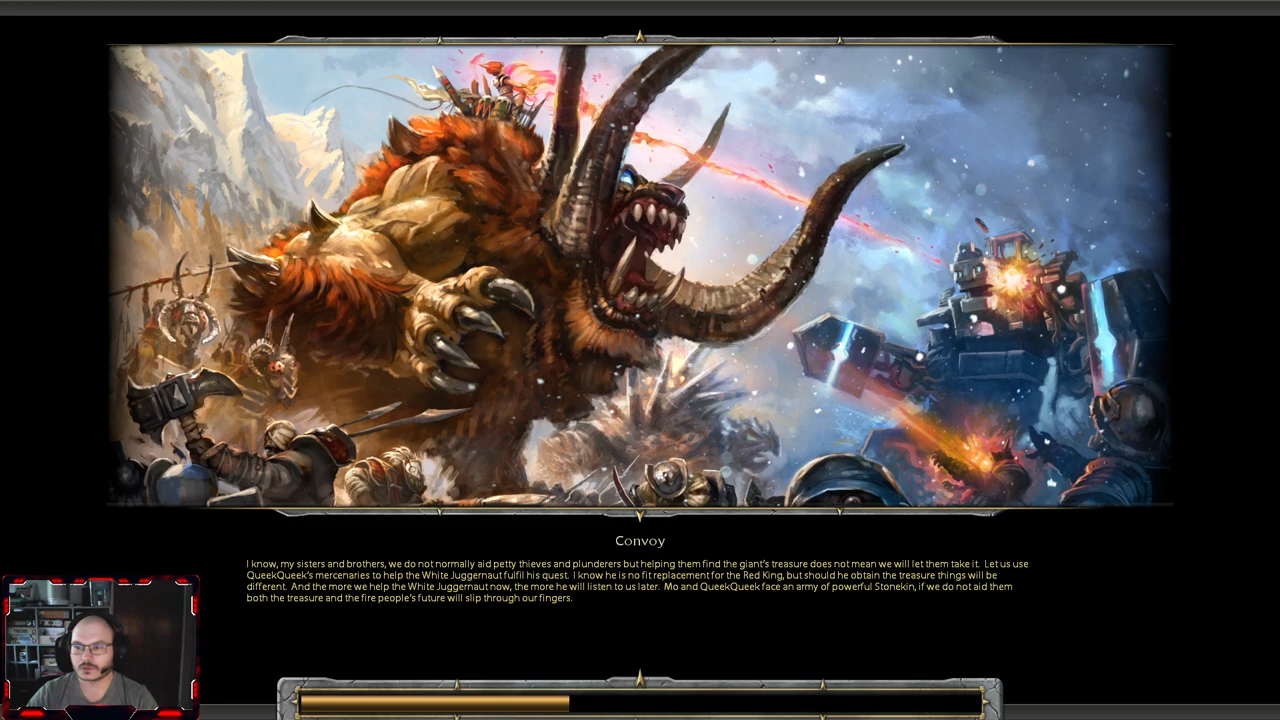 Convoy
I know, my sisters and brothers, we do not normally aid petty thieves and plunderers but helping them find the giant's treasure does not mean we will let them take it. Let us use
QueekQueek's mercenaries to help the White Juggernaut fulfil his quest. I know he is no fit replacement for the Red King, but should he obtain the treasure things will be
different. And the more we help the White Juggernaut now, the more he will listen to us later. Mo and QueekQueek face an army of powerful Stonekin, if we do not aid them
both the treasure and the fire people's future will slip through our fingers.